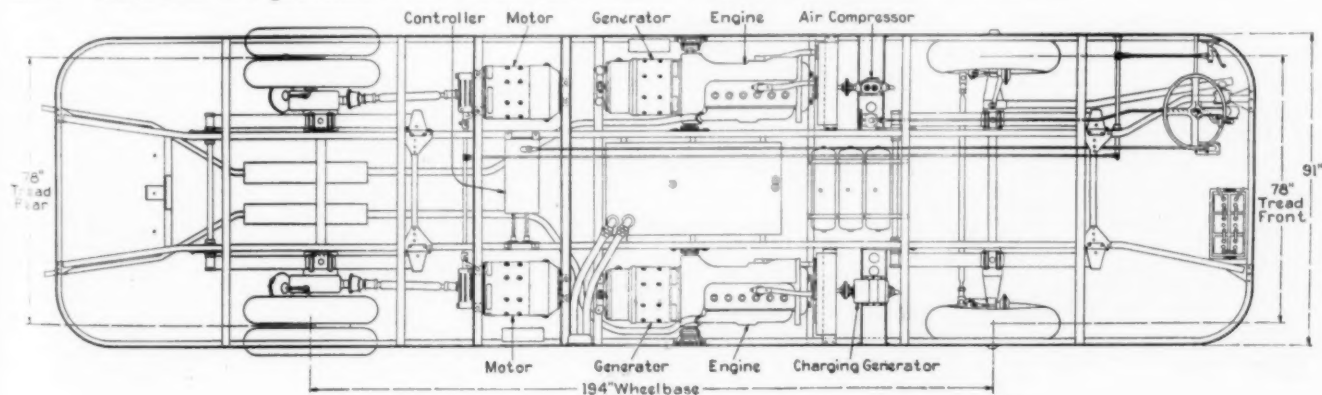 Controller Motor Generator Engine Air Compressor
78"
Tread
Rear
91"
78"
Tread
Front
Motor Generator Engine Charging Generator
194" Wheelbase